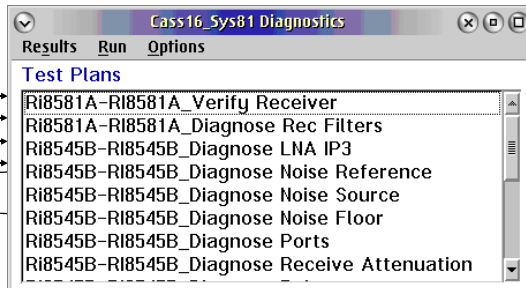 Cass16_Sys81 Diagnostics
Results Run Options
Test Plans
Ri8581A-RI8581A_Verify Receiver
Ri8581A-RI8581A_Diagnose Rec Filters
Ri8545B-RI8545B_Diagnose LNA IP3
Ri8545B-RI8545B_Diagnose Noise Reference
Ri8545B-RI8545B_Diagnose Noise Source
Ri8545B-RI8545B_Diagnose Noise Floor
Ri8545B-RI8545B_Diagnose Ports
Ri8545B-RI8545B_Diagnose Receive Attenuation